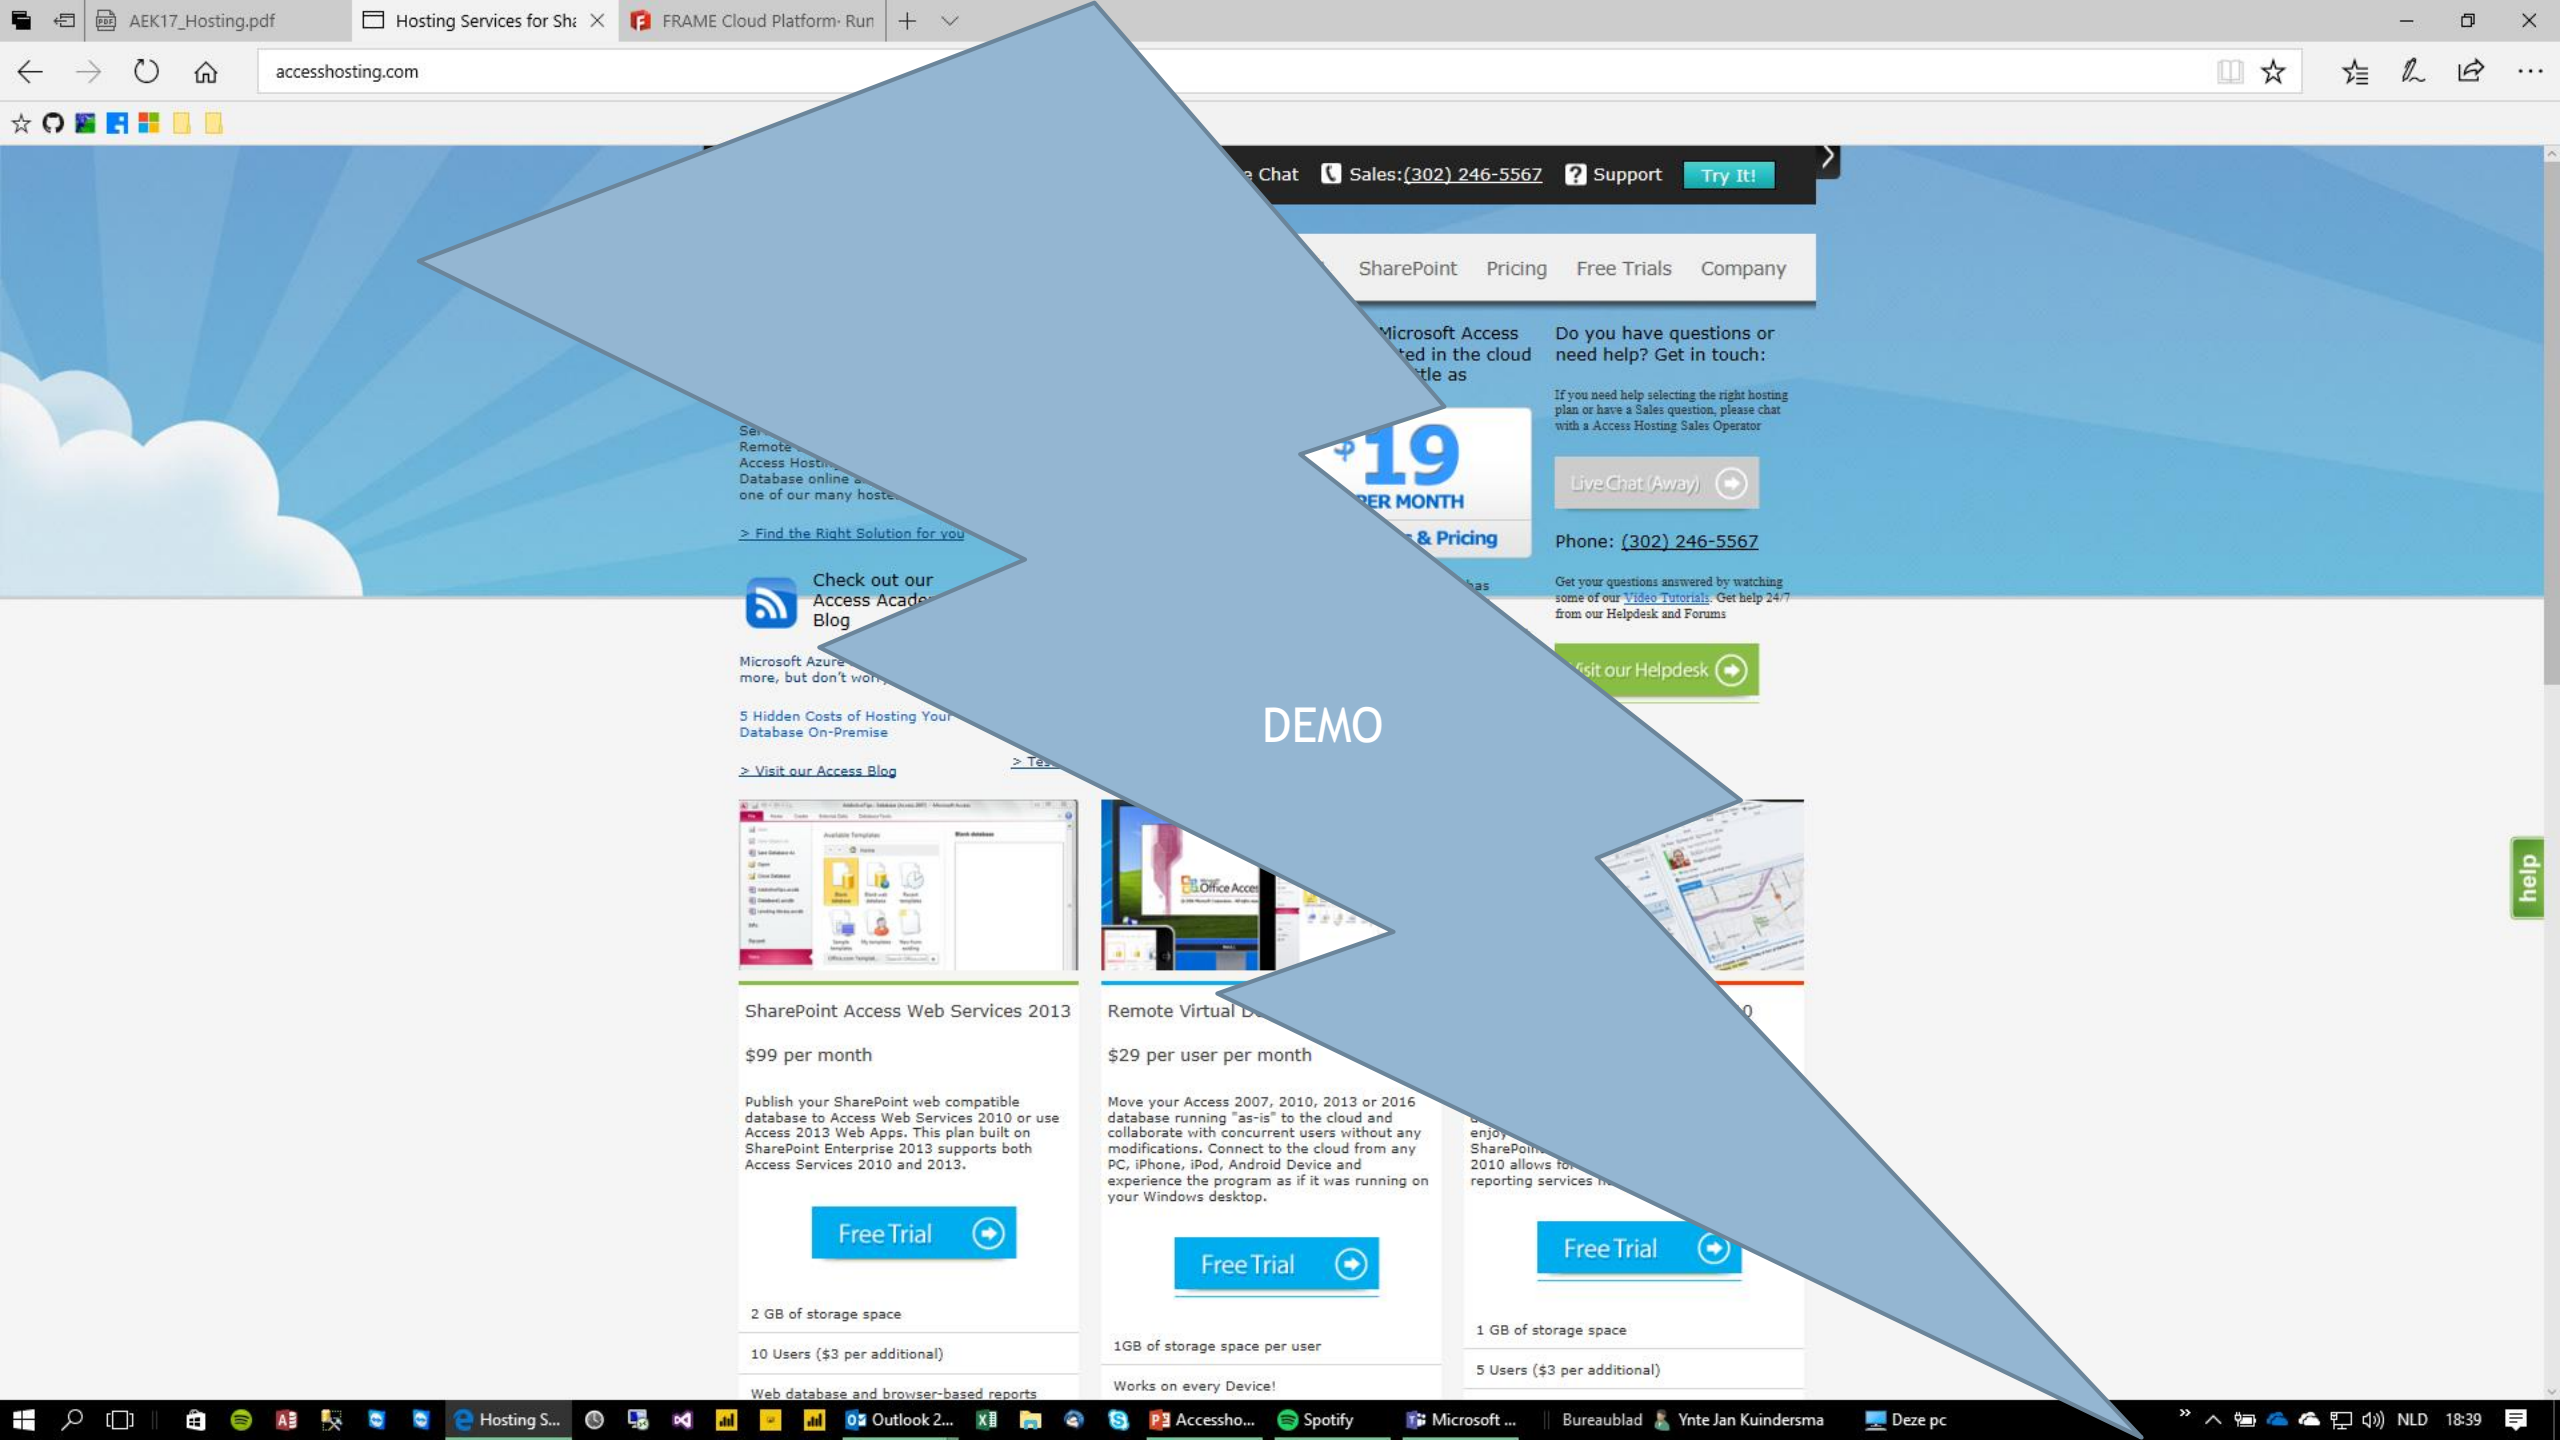 AEK17_Hosting.pdf
Hosting Services for Sha
FRAME Cloud Platform· Run
accesshosting.com
Chat
Sales:(302) 246-5567
Support
Try It!
SharePoint
Pricing
Free Trials
Company
Microsoft Access
in the cloud
as
Do you have questions or
need help? Get in touch:
If you need help selecting the right hosting
plan or have a Sales question, please chat
with a Access Hosting Sales Operator
Remote
Access
Database online
one of our many
> Find the Right Solution for you
$19
PER MONTH
& Pricing
has
Live Chat (Away)
Phone: (302) 246-5567
Get your questions answered by watching
some of our Video Tutorials. Get help 24/7
from our Helpdesk and Forums
Visit our Helpdesk
Check out our
Access
Blog
Microsoft Azure
more, but don't
5 Hidden Costs of Hosting Your
Database On-Premise
> Visit our Access Blog
DEMO
help
Available Templates
Blank database
Office
SharePoint Access Web Services 2013
$99 per month
Publish your SharePoint web compatible
database to Access Web Services 2010 or use
Access 2013 Web Apps. This plan built on
SharePoint Enterprise 2013 supports both
Access Services 2010 and 2013.
Free Trial
2 GB of storage space
10 Users ($3 per additional)
Web database and browser-based reports
Remote Virtual
$29 per user per month
Move your Access 2007, 2010, 2013 or 2016
database running "as-is" to the cloud and
collaborate with concurrent users without any
modifications. Connect to the cloud from any
PC, iPhone, iPod, Android Device and
experience the program as if it was running on
your Windows desktop.
Free Trial
1GB of storage space per user
Works on every Device!
enjoy
2010 allows
reporting services
Free Trial
1 GB of storage space
5 Users ($3 per additional)
Hosting S...
Outlook 2...
Accessho...
Spotify
Microsoft ...
Bureaublad
Ynte Jan Kuindersma
Deze pc
NLD
18:39